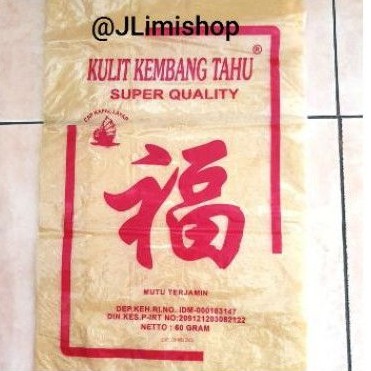 @JLimishop
KULIT KEMBANG TAHU ®
SUPER QUALITY
CAP KAPAL LAYAR
福
MUTU TERJAMIN
DEP.KEH.RI.NO. IDM-000183147
DIN.KES.P-IRT NO:209121203082122
NETTO : 60 GRAM